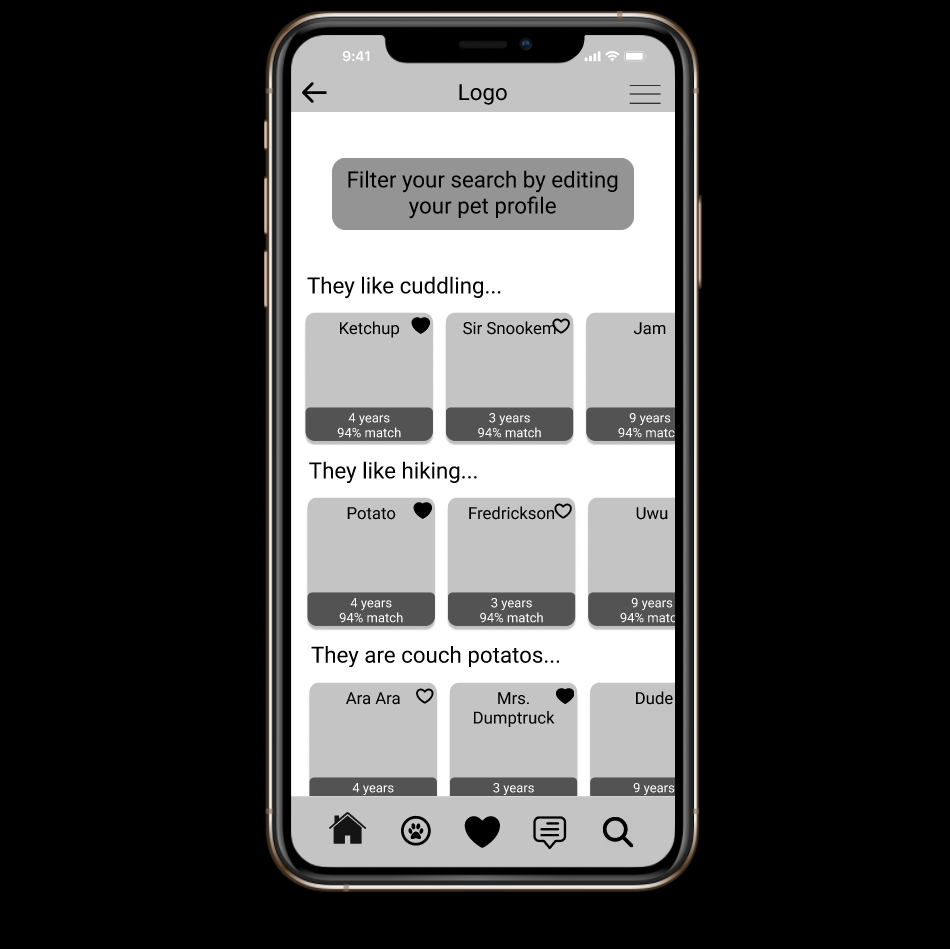 9:41
Logo
Filter your search by editing
your pet profile
They like cuddling...
Ketchup
Sir Snookem
Jam
4 years
94% match
3 years
94% match
9 years
94% matc
They like hiking...
Potato
Fredrickson
Uwu
4 years
94% match
3 years
94% match
9 years
94% matc
They are couch potatos...
Ara Ara
Mrs.
Dumptruck
Dude
4 years
3 years
9 years